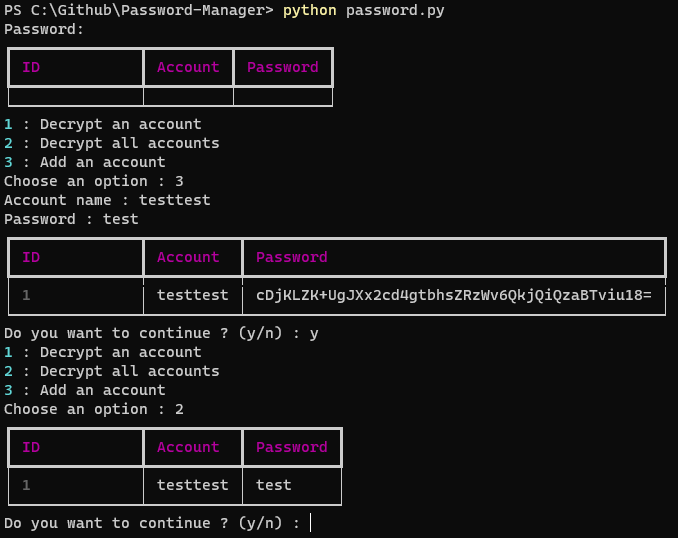 PS C:\Github\Password-Manager> python password.py
Password:
ID Account Password
1 : Decrypt an account
2 : Decrypt all accounts
3 : Add an account
Choose an option : 3
Account name : testtest
Password : test
ID Account Password
1 testtest cDjKLZK+UgJXx2cd4gtbhsZRzWv6QkjQiQzaBTviu18=
Do you want to continue ? (y/n) : y
1 : Decrypt an account
2 : Decrypt all accounts
3 : Add an account
Choose an option : 2
ID Account Password
1 testtest test
Do you want to continue ? (y/n) :